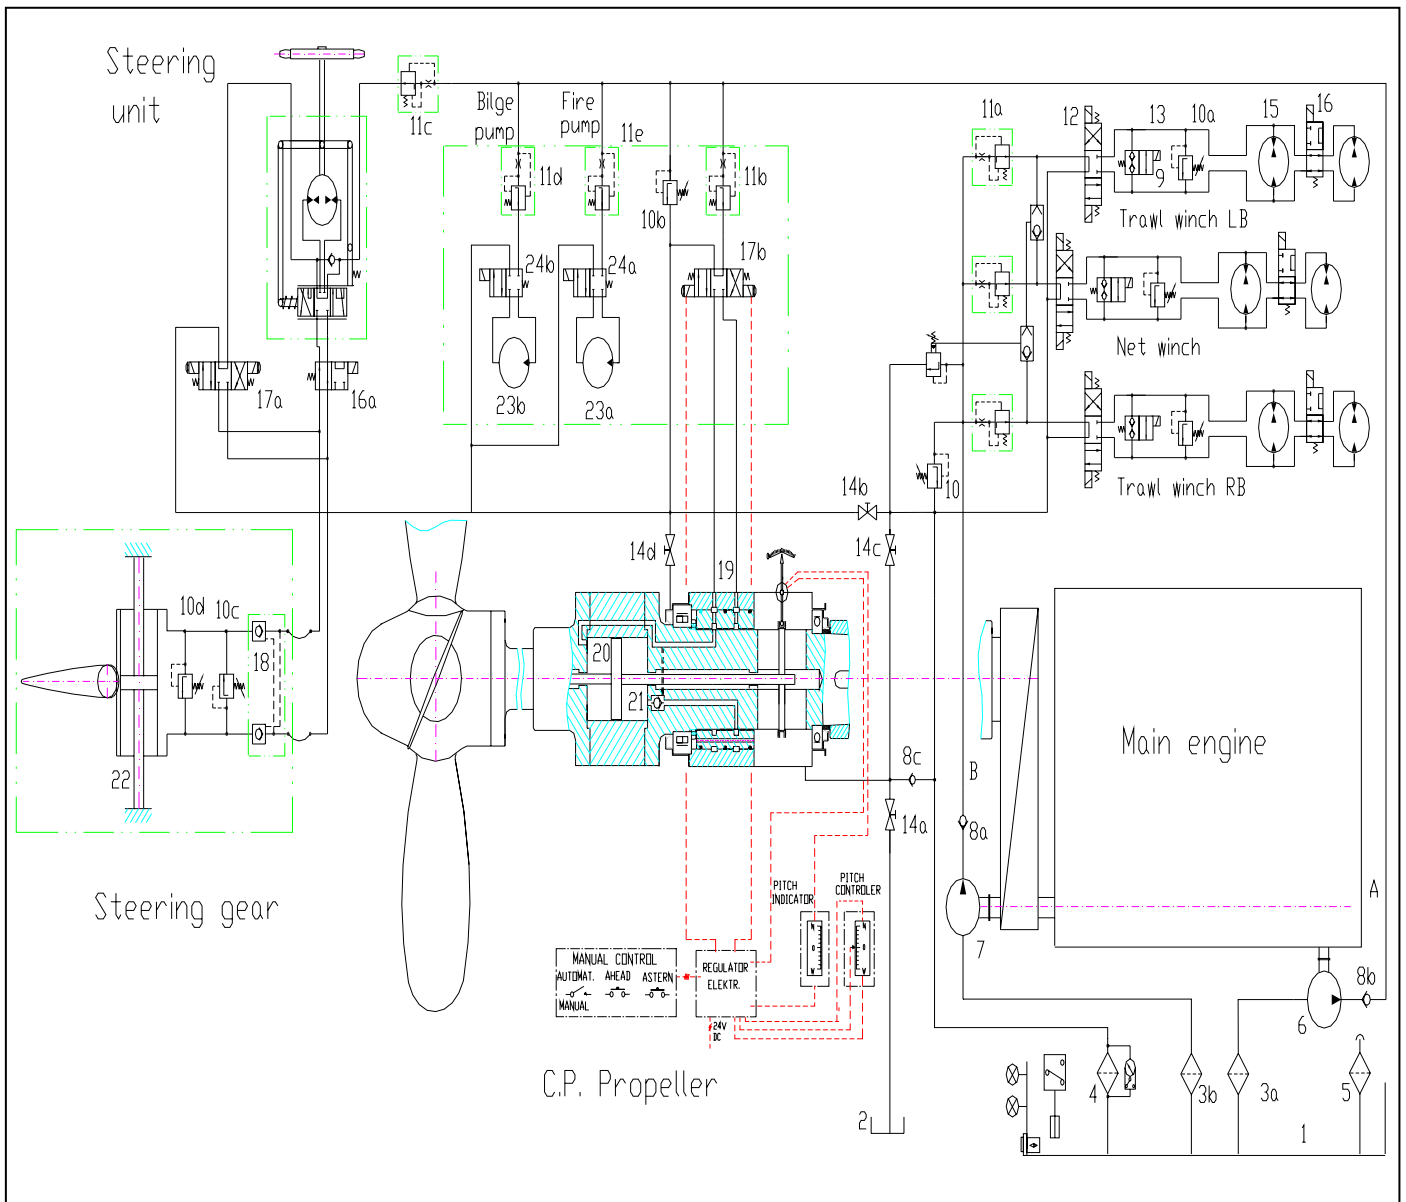 Steering
unit
11c
Bilge
pump
Fire
pump
11e
11d
10b
11b
11a
12
13
10a
15
16
9
Trawl winch LB
24b
24a
17b
Net winch
17a
16a
23b
23a
10
14b
Trawl winch RB
14d
19
14c
10d
10c
18
20
21
22
8c
B
8a
14a
Main engine
Steering gear
PITCH
INDICATOR
PITCH
CONTROLER
A
7
MANUAL CONTROL
AUTOMAT. AHEAD ASTERN
MANUAL
REGULATOR
ELEKTR.
24V
DC
8b
6
C.P. Propeller
4
3b
3a
5
2
1